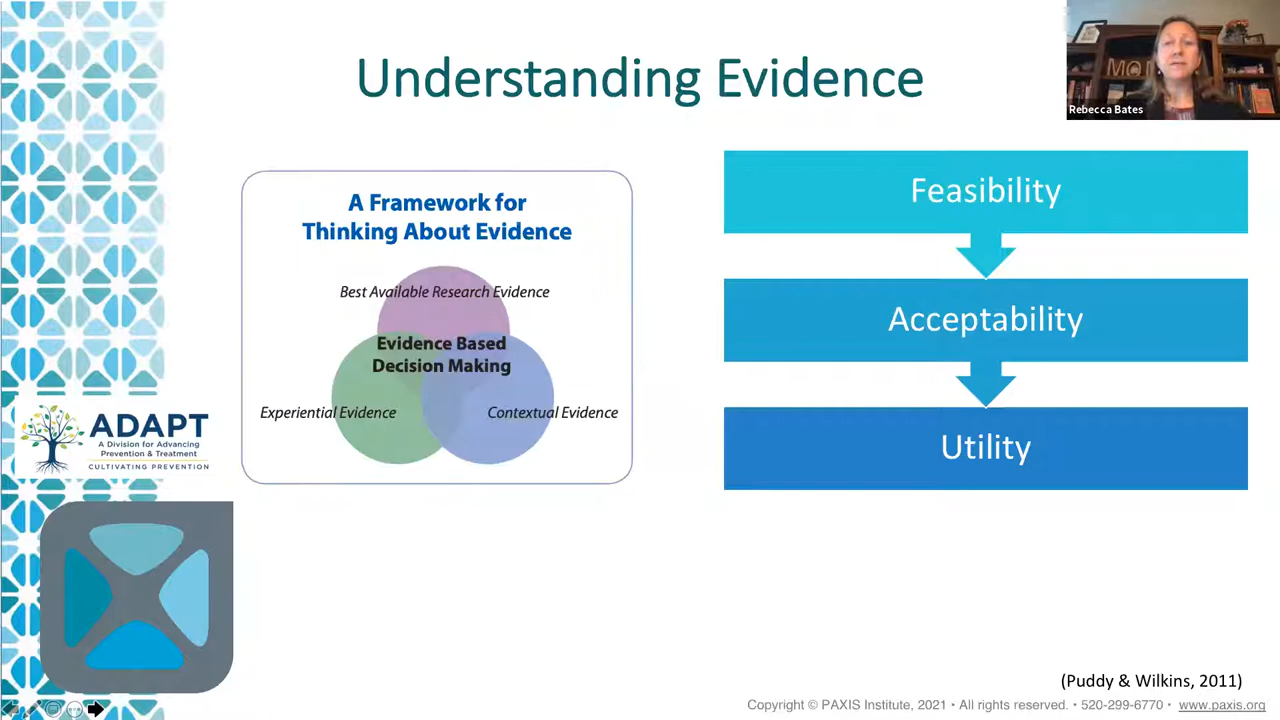 Understanding Evidence
Rebecca Bates
A Framework for
Thinking About Evidence
Best Available Research Evidence
Evidence Based
Decision Making
Experiential Evidence
Contextual Evidence
Feasibility
Acceptability
Utility
ADAPT
A Division for Advancing
Prevention & Treatment
CULTIVATING PREVENTION
(Puddy & Wilkins, 2011)
Copyright © PAXIS Institute, 2021 • All rights reserved. • 520-299-6770 • www.paxis.org